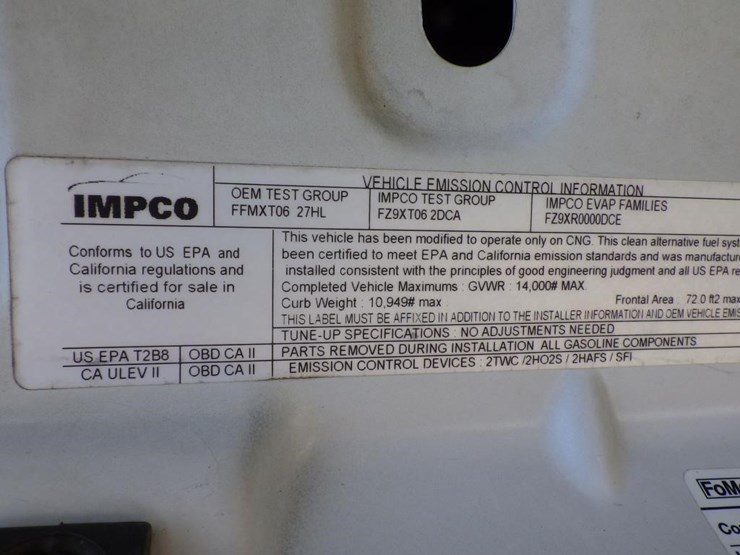 IMPCO
VEHICLE EMISSION CONTROL INFORMATION
OEM TEST GROUP
FFMXT06 27HL
IMPCO TEST GROUP
FZ9XT06 2DCA
IMPCO EVAP FAMILIES
FZ9XR0000DCE
Conforms to US EPA and
California regulations and
is certified for sale in
California
This vehicle has been modified to operate only on CNG. This clean alternative fuel syst
been certified to meet EPA and California emission standards and was manufacture
installed consistent with the principles of good engineering judgment and all US EPA re
Completed Vehicle Maximums : GVWR : 14,000# MAX
Curb Weight : 10,949# max Frontal Area : 72.0 ft2 max
THIS LABEL MUST BE AFFIXED IN ADDITION TO THE INSTALLER INFORMATION AND OEM VEHICLE EMIS
TUNE-UP SPECIFICATIONS : NO ADJUSTMENTS NEEDED
US EPA T2B8 OBD CA II PARTS REMOVED DURING INSTALLATION ALL GASOLINE COMPONENTS
CA ULEV II OBD CA II EMISSION CONTROL DEVICES : 2TWC /2HO2S / 2HAFS / SFI
FoM
Co